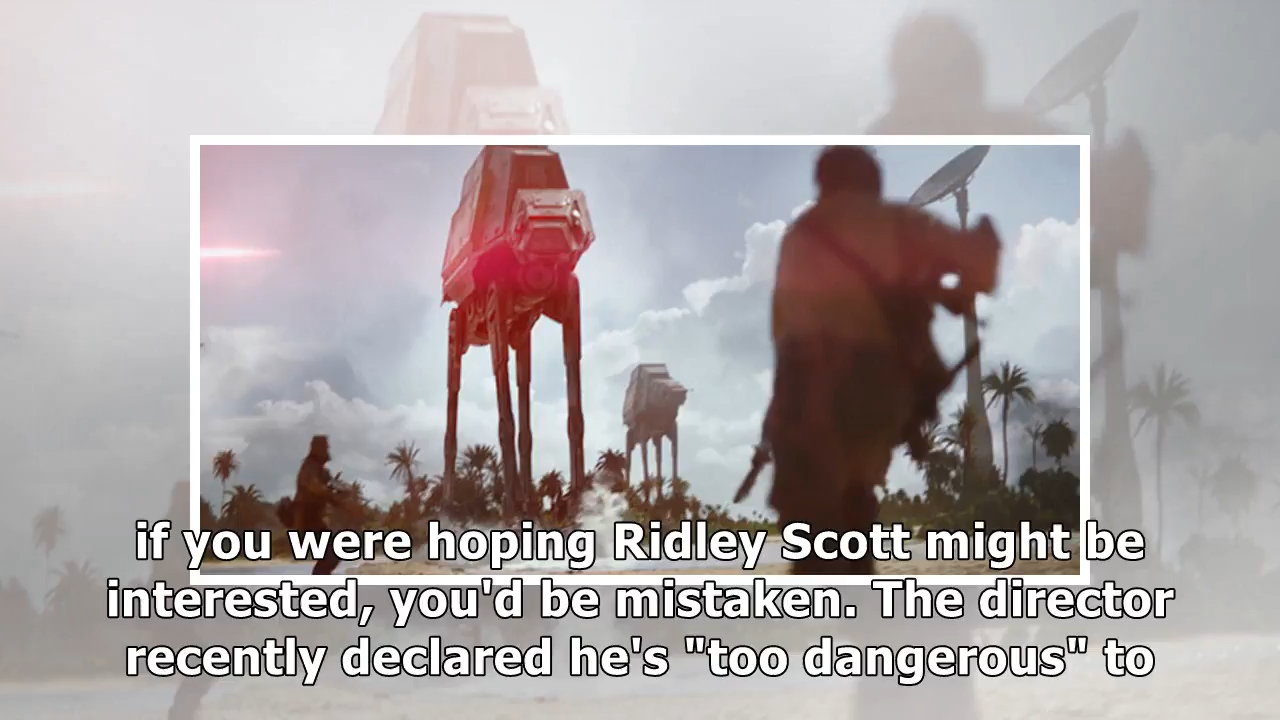 if you were hoping Ridley Scott might be
interested, you'd be mistaken. The director
recently declared he's "too dangerous" to